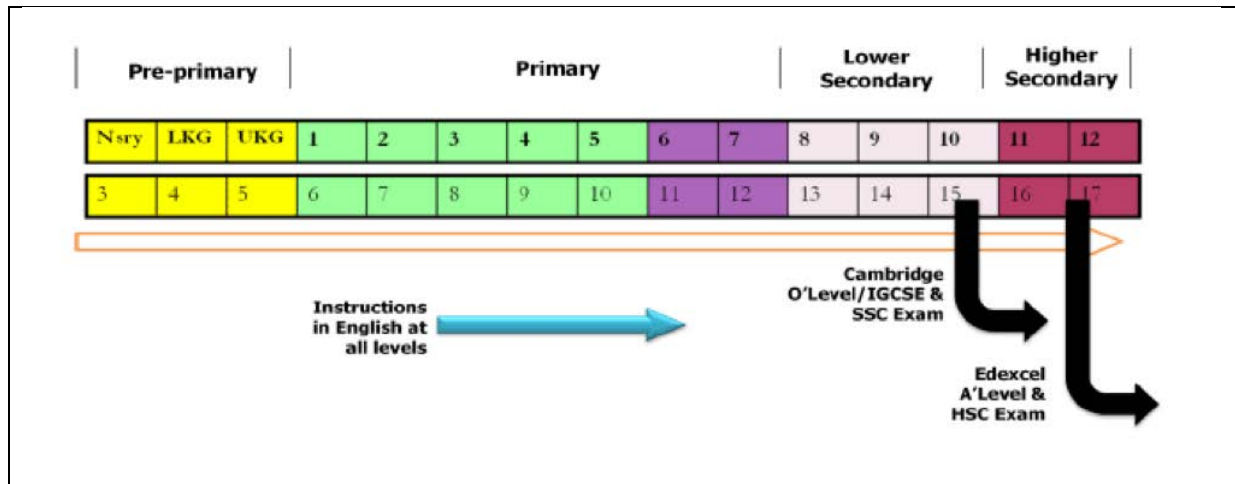 Pre-primary
Primary
Lower
Secondary
Higher
Secondary
Nsry LKG UKG 1 2 3 4 5 6 7 8 9 10 11 12
3 4 5 6 7 8 9 10 11 12 13 14 15 16 17
Instructions
in English at
all levels
Cambridge
O'Level/IGCSE &
SSC Exam
Edexcel
A'Level &
HSC Exam